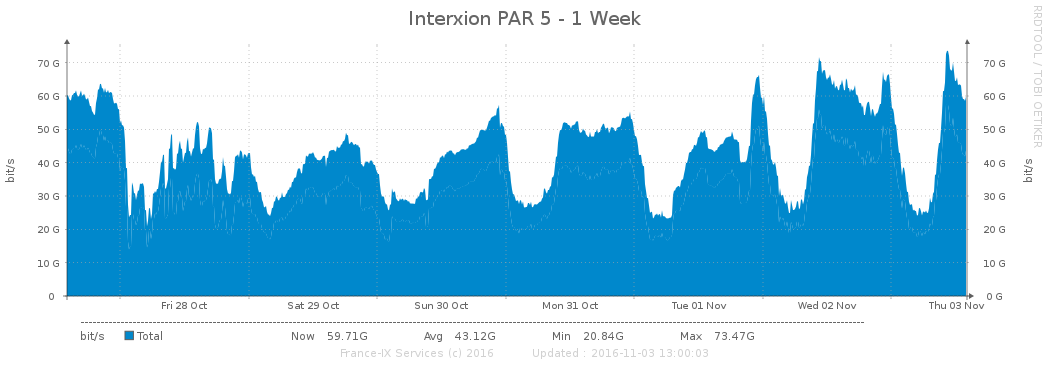 Interxion PAR 5 - 1 Week
RRDTOOL / TOBI OETIKER
bit/s
70 G 70 G
60 G 60 G
50 G 50 G
40 G 40 G
30 G 30 G
20 G 20 G
10 G 10 G
0 0 G
bit/s
Fri 28 Oct Sat 29 Oct Sun 30 Oct Mon 31 Oct Tue 01 Nov Wed 02 Nov Thu 03 Nov
bit/s Total Now 59.71G Avg 43.12G Min 20.84G Max 73.47G
France-IX Services (c) 2016 Updated : 2016-11-03 13:00:03